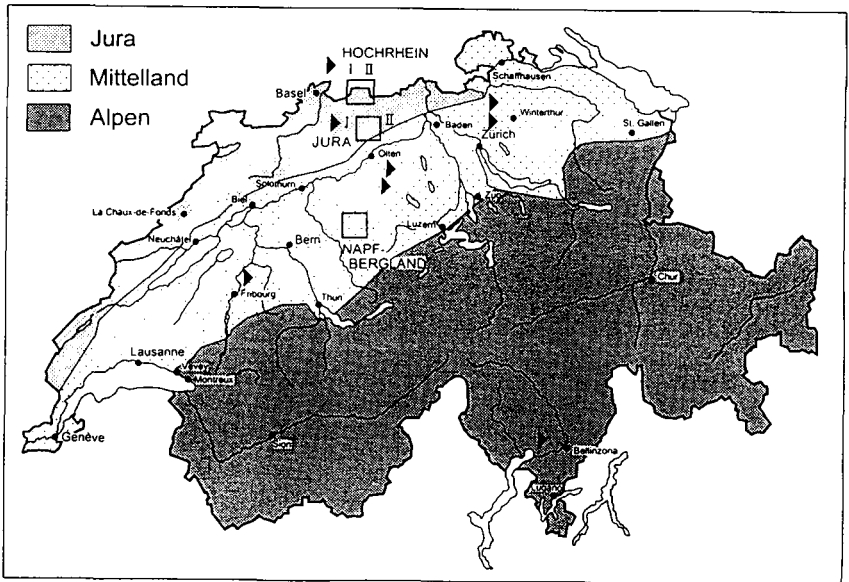 Jura
Mittelland
Alpen
HOCHRHEIN
I II
Basel
Schaffhausen
JURA
I II
Baden
Winterthur
Zürich
St. Gallen
Olten
Solothurn
Biel
La Chaux-de-Fonds
Neuchâtel
Zug
Luzern
Bern
NAPF-
BERGLAND
Chur
Fribourg
Thun
Lausanne
Vevey
Montreux
Genève
Sion
Bellinzona
Lugano